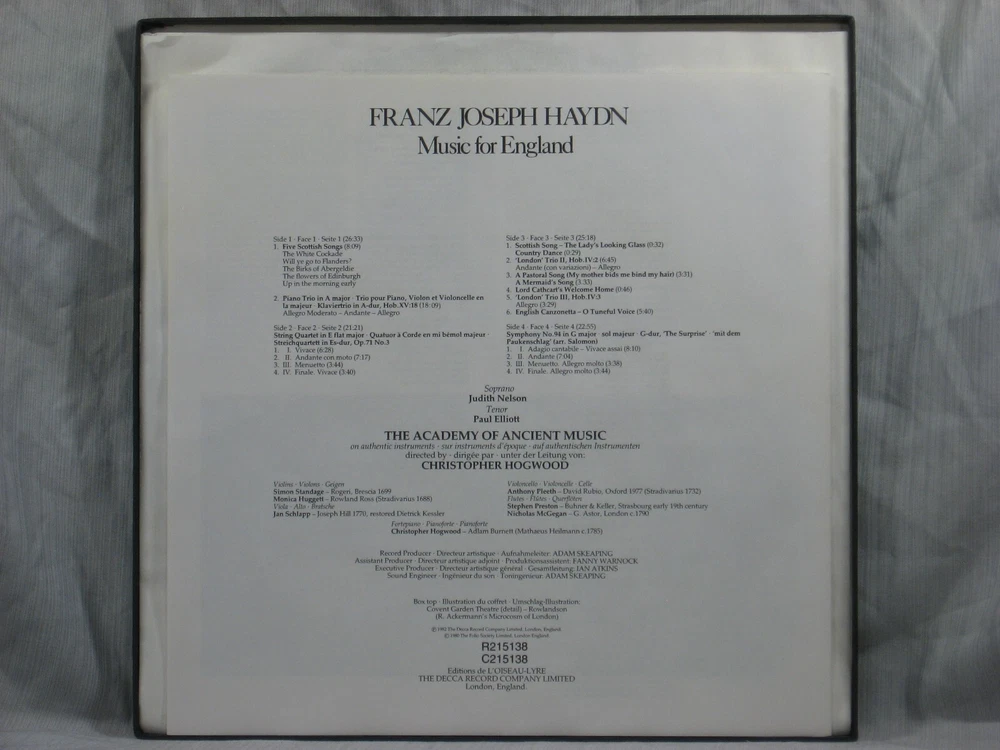 FRANZ JOSEPH HAYDN
Music for England
Side 1 · Face 1 · Seite 1 (26:33)
1. Five Scottish Songs (8:09)
The White Cockade
Will ye go to Flanders?
The Birks of Abergeldie
The flowers of Edinburgh
Up in the morning early
2. Piano Trio in A major · Trio pour Piano, Violon et Violoncelle en
la majeur · Klaviertrio in A-dur, Hob.XV:18 (18:09)
Allegro Moderato – Andante – Allegro
Side 2 · Face 2 · Seite 2 (21:21)
String Quartet in E flat major · Quatuor à Corde en mi bémol majeur ·
Streichquartett in Es-dur, Op.71 No.3
1. I. Vivace (6:28)
2. II. Andante con moto (7:17)
3. III. Menuetto (3:44)
4. IV. Finale. Vivace (3:40)
Side 3 · Face 3 · Seite 3 (25:18)
1. Scottish Song – The Lady's Looking Glass (0:32)
Country Dance (0:29)
2. 'London' Trio II, Hob.IV:2 (6:45)
Andante (con variazioni) – Allegro
3. A Pastoral Song (My mother bids me bind my hair) (3:31)
A Mermaid's Song (3:33)
4. Lord Cathcart's Welcome Home (0:46)
5. 'London' Trio III, Hob.IV:3
Allegro (3:29)
6. English Canzonetta – O Tuneful Voice (5:40)
Side 4 · Face 4 · Seite 4 (22:55)
Symphony No.94 in G major · sol majeur · G-dur, 'The Surprise' · 'mit dem
Paukenschlag' (arr. Salomon)
1. I. Adagio cantabile – Vivace assai (8:10)
2. II. Andante (7:04)
3. III. Menuetto. Allegro molto (3:38)
4. IV. Finale. Allegro molto (3:44)
Soprano
Judith Nelson
Tenor
Paul Elliott
THE ACADEMY OF ANCIENT MUSIC
on authentic instruments · sur instruments d'époque · auf authentischen Instrumenten
directed by · dirigée par · unter der Leitung von:
CHRISTOPHER HOGWOOD
Violins · Violons · Geigen
Simon Standage – Rogeri, Brescia 1699
Monica Huggett – Rowland Ross (Stradivarius 1688)
Viola · Alto · Bratsche
Jan Schlapp – Joseph Hill 1770, restored Dietrick Kessler
Violoncello · Violoncelle · Cello
Anthony Pleeth – David Rubio, Oxford 1977 (Stradivarius 1732)
Flutes · Flûtes · Querflöten
Stephen Preston – Buhner & Keller, Strasbourg early 19th century
Nicholas McGegan – G. Astor, London c.1790
Fortepiano · Pianoforte · Pianoforte
Christopher Hogwood – Adlam Burnett (Mathaeus Heilmann c.1785)
Record Producer · Directeur artistique · Aufnahmeleiter: ADAM SKEAPING
Assistant Producer · Directeur artistique adjoint · Produktionsassistent: FANNY WARNOCK
Executive Producer · Directeur artistique général · Gesamtleitung: IAN ATKINS
Sound Engineer · Ingénieur du son · Toningenieur: ADAM SKEAPING
Box top · Illustration du coffret · Umschlag-Illustration:
Covent Garden Theatre (detail) – Rowlandson
(R. Ackermann's Microcosm of London)
Ⓟ 1982 The Decca Record Company Limited, London, England
© 1980 The Folio Society Limited, London England
R215138
C215138
Editions de L'OISEAU-LYRE
THE DECCA RECORD COMPANY LIMITED
London, England.